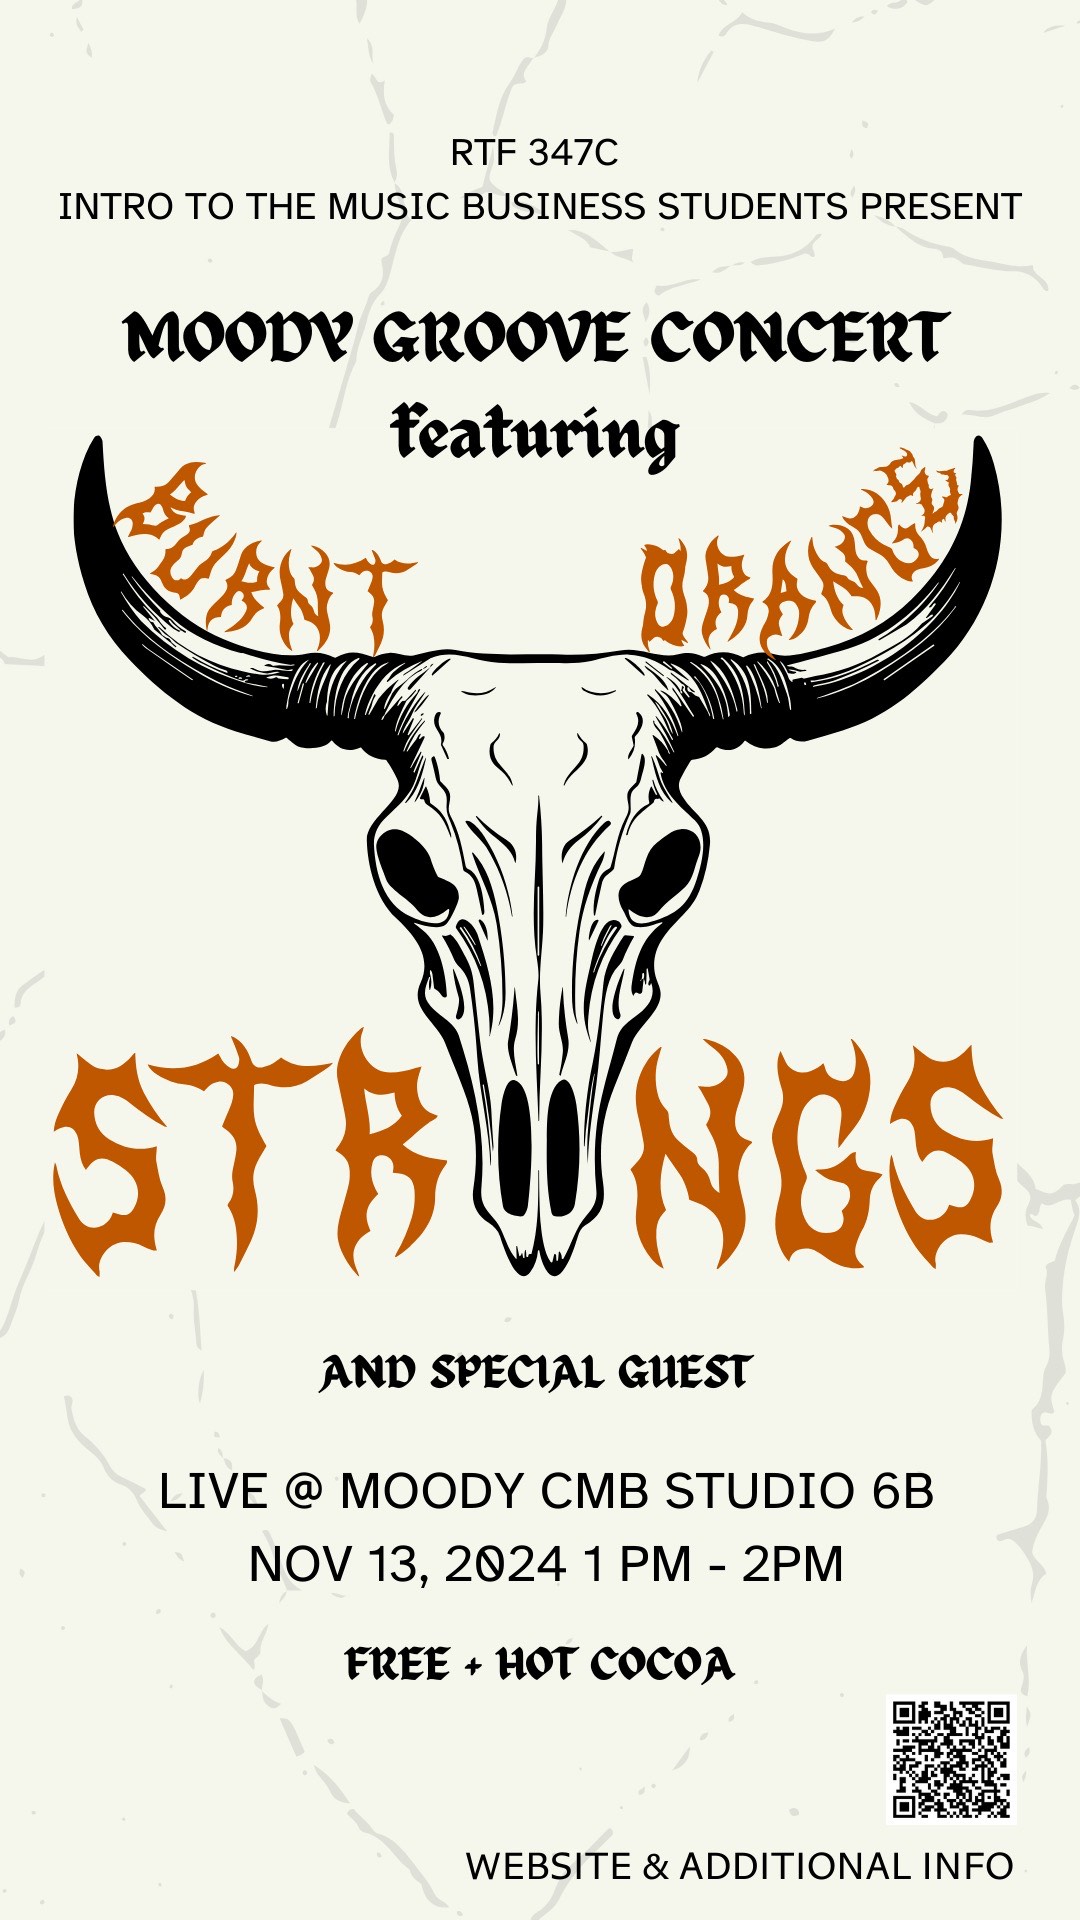 RTF 347C
INTRO TO THE MUSIC BUSINESS STUDENTS PRESENT
MOODY GROOVE CONCERT
featuring
BURNT ORANGE
STRNGS
AND SPECIAL GUEST
LIVE @ MOODY CMB STUDIO 6B
NOV 13, 2024 1 PM - 2PM
FREE + HOT COCOA
WEBSITE & ADDITIONAL INFO